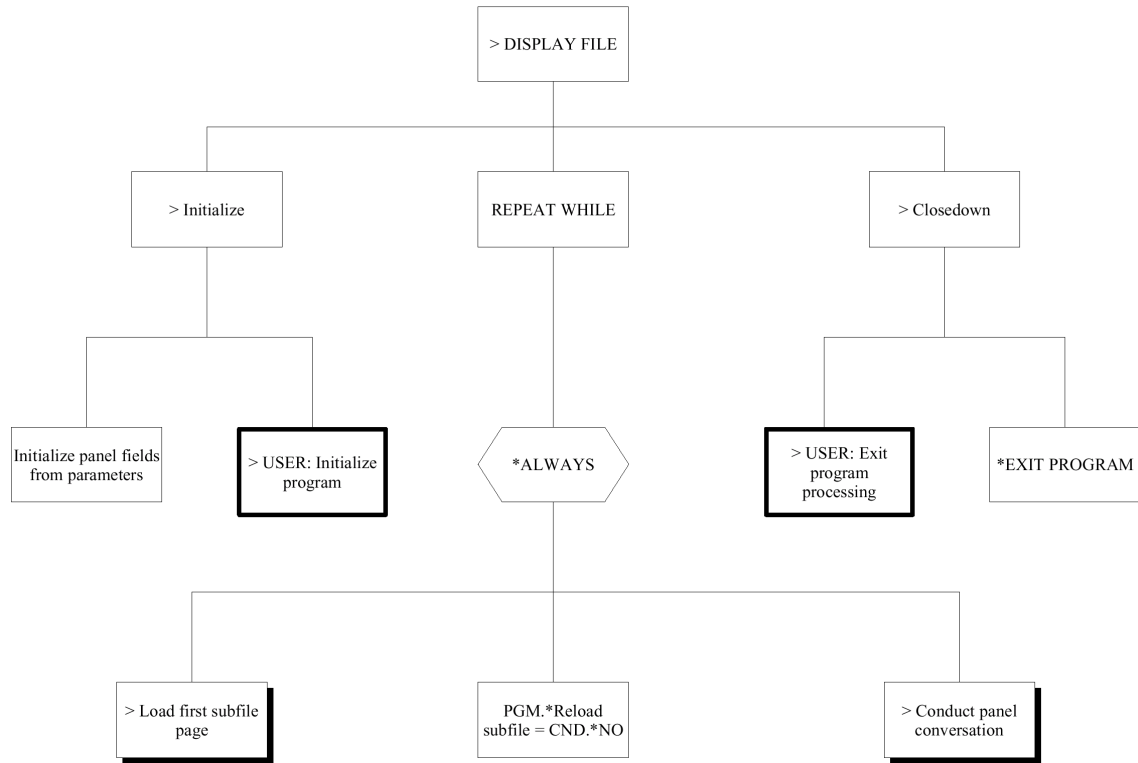 > DISPLAY FILE
> Initialize
REPEAT WHILE
> Closedown
Initialize panel fields
from parameters
> USER: Initialize
program
*ALWAYS
> USER: Exit
program
processing
*EXIT PROGRAM
> Load first subfile
page
PGM.*Reload
subfile = CND.*NO
> Conduct panel
conversation